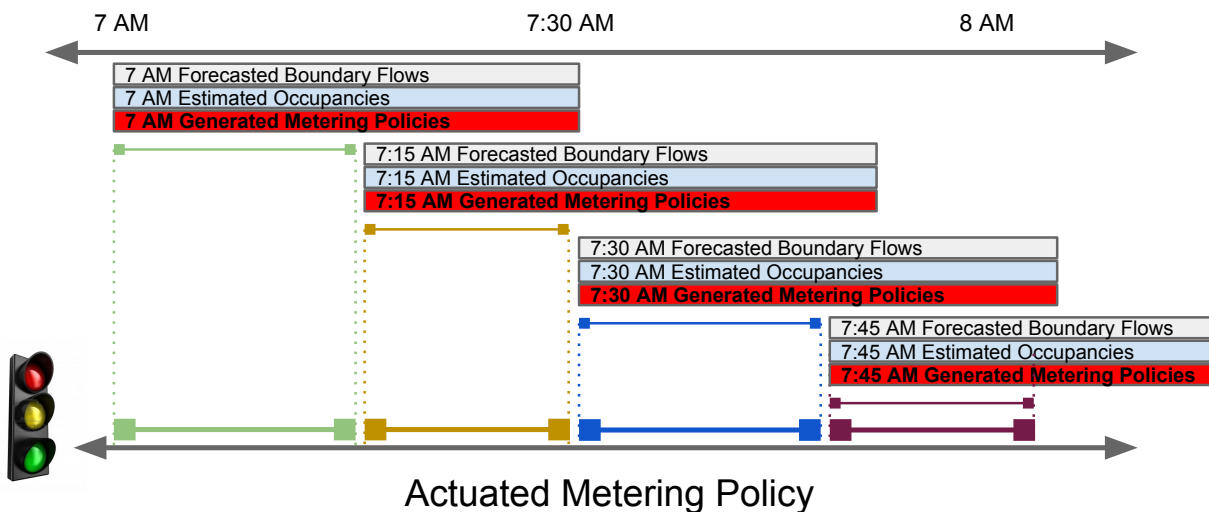 7 AM
7:30 AM
8 AM
7 AM Forecasted Boundary Flows
7 AM Estimated Occupancies
7 AM Generated Metering Policies
7:15 AM Forecasted Boundary Flows
7:15 AM Estimated Occupancies
7:15 AM Generated Metering Policies
7:30 AM Forecasted Boundary Flows
7:30 AM Estimated Occupancies
7:30 AM Generated Metering Policies
7:45 AM Forecasted Boundary Flows
7:45 AM Estimated Occupancies
7:45 AM Generated Metering Policies
Actuated Metering Policy